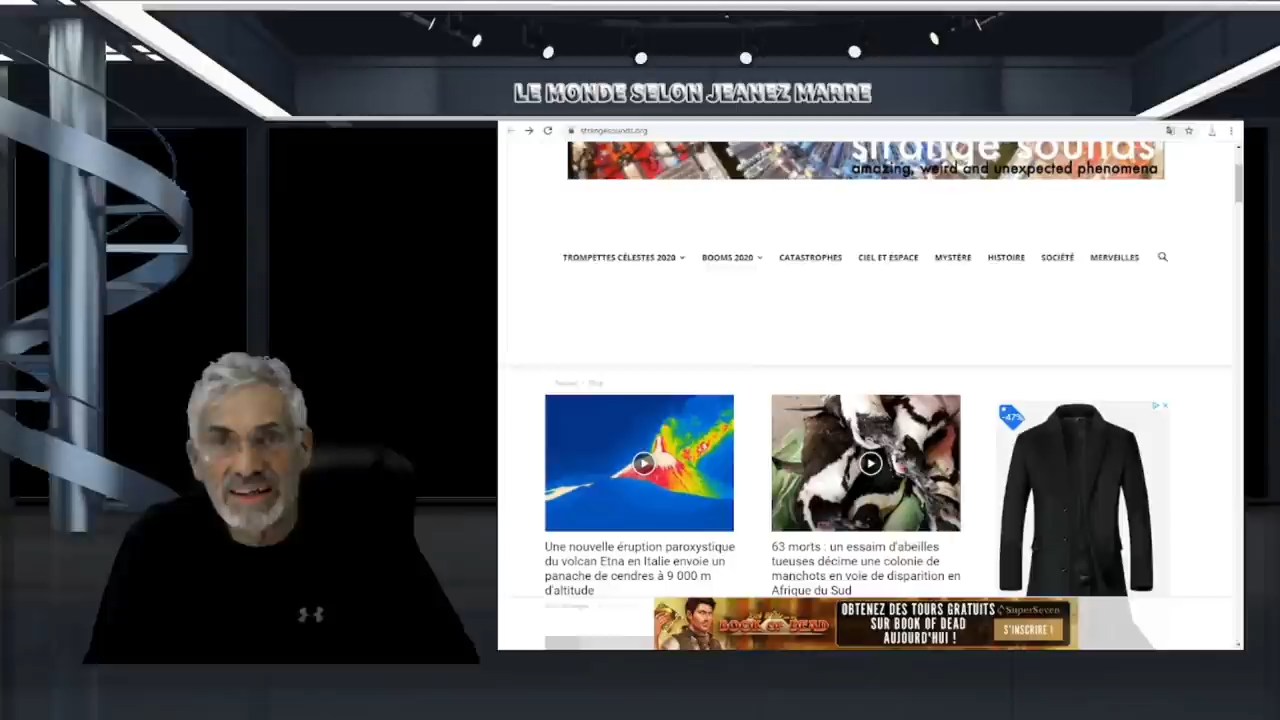 LE MONDE SELON JEANEZ MARRE
strangesounds.org
strange sounds
amazing, weird and unexpected phenomena
TROMPETTES CÉLESTES 2020
BOOMS 2020
CATASTROPHES
CIEL ET ESPACE
MYSTÈRE
HISTOIRE
SOCIÉTÉ
MERVEILLES
Une nouvelle éruption paroxystique
du volcan Etna en Italie envoie un
panache de cendres à 9 000 m
d'altitude
63 morts : un essaim d'abeilles
tueuses décime une colonie de
manchots en voie de disparition en
Afrique du Sud
-47%
BOOK OF DEAD
OBTENEZ DES TOURS GRATUITS
SUR BOOK OF DEAD
AUJOURD'HUI !
SuperSeven
S'INSCRIRE !